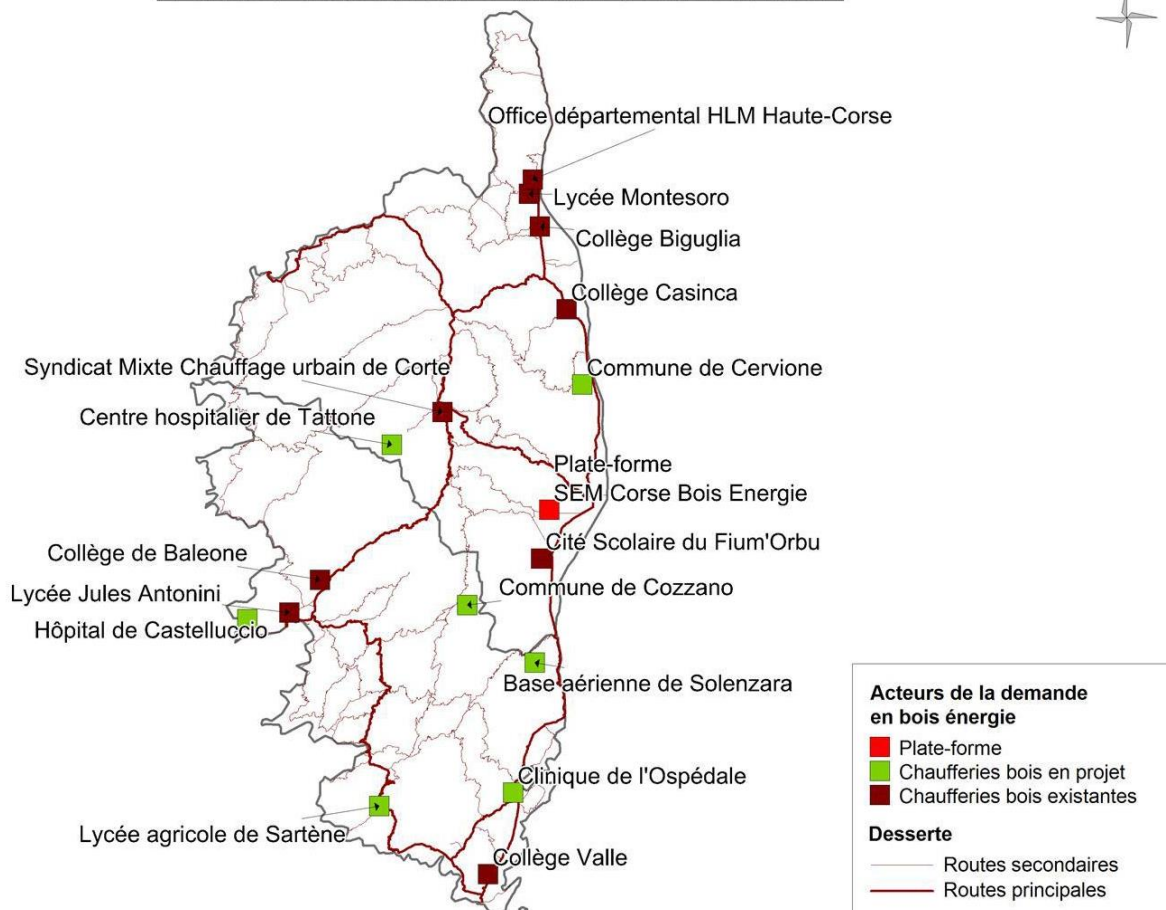 Office départemental HLM Haute-Corse
Lycée Montesoro
Collège Biguglia
Collège Casinca
Syndicat Mixte Chauffage urbain de Corte
Commune de Cervione
Centre hospitalier de Tattone
Plate-forme
SEM Corse Bois Energie
Cité Scolaire du Fium'Orbu
Collège de Baleone
Commune de Cozzano
Lycée Jules Antonini
Hôpital de Castelluccio
Base aérienne de Solenzara
Clinique de l'Ospédale
Lycée agricole de Sartène
Collège Valle
Acteurs de la demande
en bois énergie
Plate-forme
Chaufferies bois en projet
Chaufferies bois existantes
Desserte
Routes secondaires
Routes principales